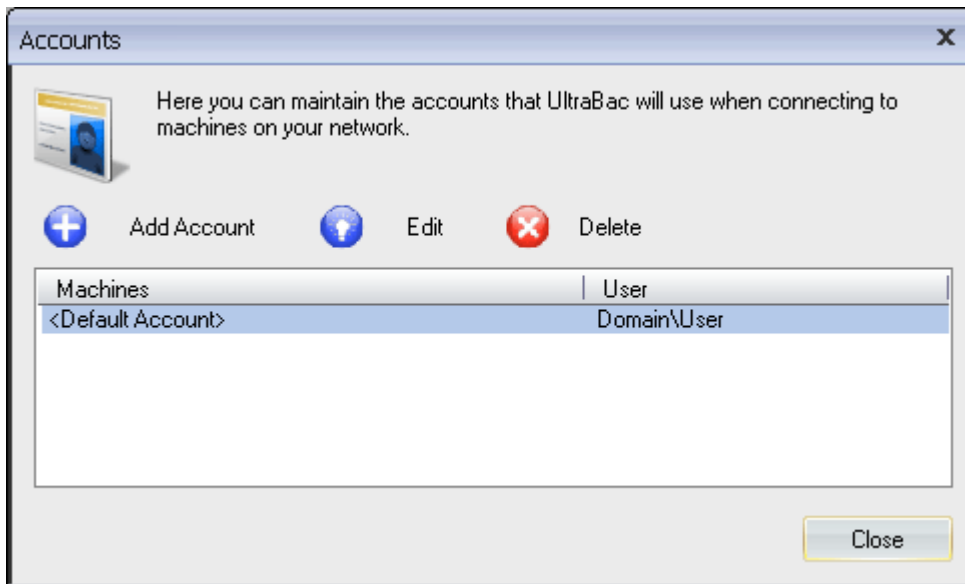 Accounts
Here you can maintain the accounts that UltraBac will use when connecting to
machines on your network.
Add Account Edit Delete
Machines User
<Default Account> Domain\User
Close